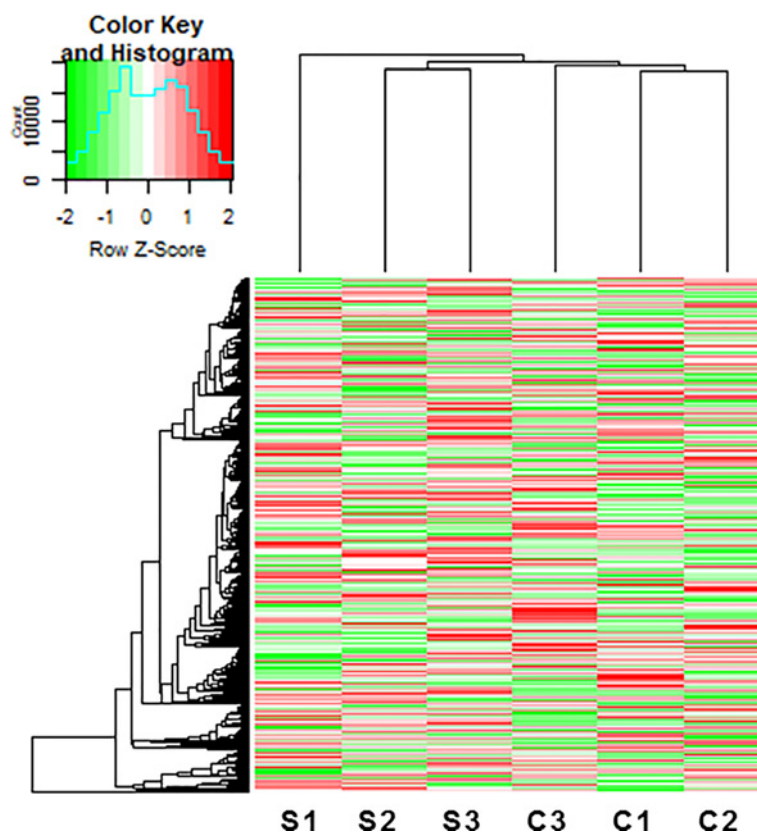 Color Key
and Histogram
Count
0 10000
-2 -1 0 1 2
Row Z-Score
S1 S2 S3 C3 C1 C2